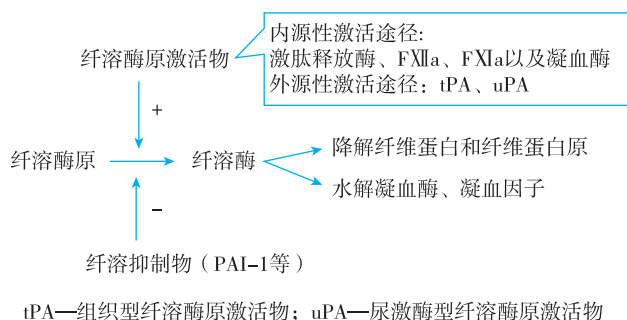 内源性激活途径:
纤溶酶原激活物
激肽释放酶、FⅫa、FⅪa以及凝血酶
外源性激活途径：tPA、uPA
+
降解纤维蛋白和纤维蛋白原
纤溶酶原
纤溶酶
水解凝血酶、凝血因子
−
纤溶抑制物（PAI-1等）
tPA—组织型纤溶酶原激活物；uPA—尿激酶型纤溶酶原激活物